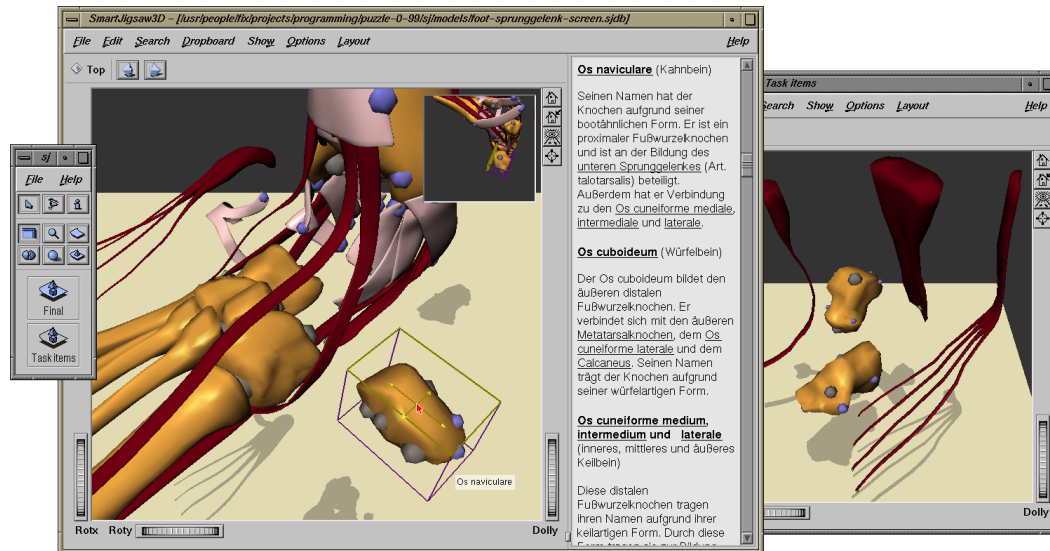 SmartJigsaw3D – [/usr/people/fix/projects/programming/puzzle-0-99/sj/models/foot-sprunggelenk-screen.sjdb]
File Edit Search Dropboard Show Options Layout Help
Top
Os naviculare (Kahnbein)
Seinen Namen hat der
Knochen aufgrund seiner
bootähnlichen Form. Er ist ein
proximaler Fußwurzelknochen
und ist an der Bildung des
unteren Sprunggelenkes (Art.
talotarsalis) beteiligt.
Außerdem hat er Verbindung
zu den Os cuneiforme mediale,
intermediale und laterale.
Os cuboideum (Würfelbein)
Der Os cuboideum bildet den
äußeren distalen
Fußwurzelknochen. Er
verbindet sich mit den äußeren
Metatarsalknochen, dem Os
cuneiforme laterale und dem
Calcaneus. Seinen Namen
trägt der Knochen aufgrund
seiner würfelartigen Form.
Os cuneiforme medium,
intermedium und laterale
(inneres, mittleres und äußeres
Keilbein)
Diese distalen
Fußwurzelknochen tragen
ihren Namen aufgrund ihrer
keilartigen Form. Durch diese
Form tragen sie zur Bildung
Os naviculare
Rotx Roty Dolly
sj
File Help
Final
Task items
Task items
Search Show Options Layout Help
Dolly